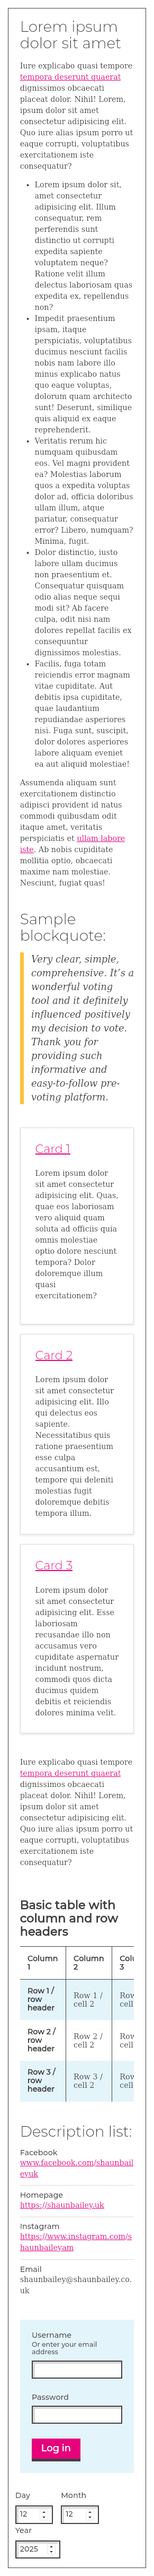 Lorem ipsum
dolor sit amet
Iure explicabo quasi tempore
tempora deserunt quaerat
dignissimos obcaecati
placeat dolor. Nihil! Lorem,
ipsum dolor sit amet
consectetur adipisicing elit.
Quo iure alias ipsum porro ut
eaque corrupti, voluptatibus
exercitationem iste
consequatur?
• Lorem ipsum dolor sit,
amet consectetur
adipisicing elit. Illum
consequatur, rem
perferendis sunt
distinctio ut corrupti
expedita sapiente
voluptatem neque?
Ratione velit illum
delectus laboriosam quas
expedita ex, repellendus
non?
• Impedit praesentium
ipsam, itaque
perspiciatis, voluptatibus
ducimus nesciunt facilis
nobis nam labore illo
minus explicabo natus
quo eaque voluptas,
dolorum quam architecto
sunt! Deserunt, similique
quis aliquid ex eaque
reprehenderit.
• Veritatis rerum hic
numquam quibusdam
eos. Vel magni provident
ea? Molestias laborum
quos a expedita voluptas
dolor ad, officia doloribus
ullam illum, atque
pariatur, consequatur
error? Libero, numquam?
Minima, fugit.
• Dolor distinctio, iusto
labore ullam ducimus
non praesentium et.
Consequatur quisquam
odio alias neque sequi
modi sit? Ab facere
culpa, odit nisi nam
dolores repellat facilis ex
consequuntur
dignissimos molestias.
• Facilis, fuga totam
reiciendis error magnam
vitae cupiditate. Aut
debitis ipsa cupiditate,
quae laudantium
repudiandae asperiores
nisi. Fuga sunt, suscipit,
dolor dolores asperiores
labore aliquam eveniet
ea aut aliquid molestiae!
Assumenda aliquam sunt
exercitationem distinctio
adipisci provident id natus
commodi quibusdam odit
itaque amet, veritatis
perspiciatis et ullam labore
iste. Ab nobis cupiditate
mollitia optio, obcaecati
maxime nam molestiae.
Nesciunt, fugiat quas!
Sample
blockquote:
Very clear, simple,
comprehensive. It’s a
wonderful voting
tool and it definitely
influenced positively
my decision to vote.
Thank you for
providing such
informative and
easy-to-follow pre-
voting platform.
Card 1
Lorem ipsum dolor
sit amet consectetur
adipisicing elit. Quas,
quae eos laboriosam
vero aliquid quam
soluta ad officiis quia
omnis molestiae
optio dolore nesciunt
tempora? Dolor
doloremque illum
quasi
exercitationem?
Card 2
Lorem ipsum dolor
sit amet consectetur
adipisicing elit. Illo
qui delectus eos
sapiente.
Necessitatibus quis
ratione praesentium
esse culpa
accusantium est,
tempore qui deleniti
molestias fugit
doloremque debitis
tempora illum.
Card 3
Lorem ipsum dolor
sit amet consectetur
adipisicing elit. Esse
laboriosam
recusandae illo non
accusamus vero
cupiditate aspernatur
incidunt nostrum,
commodi quos dicta
ducimus quidem
debitis et reiciendis
dolores minima velit.
Iure explicabo quasi tempore
tempora deserunt quaerat
dignissimos obcaecati
placeat dolor. Nihil! Lorem,
ipsum dolor sit amet
consectetur adipisicing elit.
Quo iure alias ipsum porro ut
eaque corrupti, voluptatibus
exercitationem iste
consequatur?
Basic table with
column and row
headers
Column 1 Column 2 Colu 3
Row 1 / row header Row 1 / cell 2 Row cell
Row 2 / row header Row 2 / cell 2 Row cell
Row 3 / row header Row 3 / cell 2 Row cell
Description list:
Facebook
www.facebook.com/shaunbail
eyuk
Homepage
https://shaunbailey.uk
Instagram
https://www.instagram.com/s
haunbaileyam
Email
shaunbailey@shaunbailey.co.
uk
Username
Or enter your email
address
Password
Log in
Day Month
12 12
Year
2025